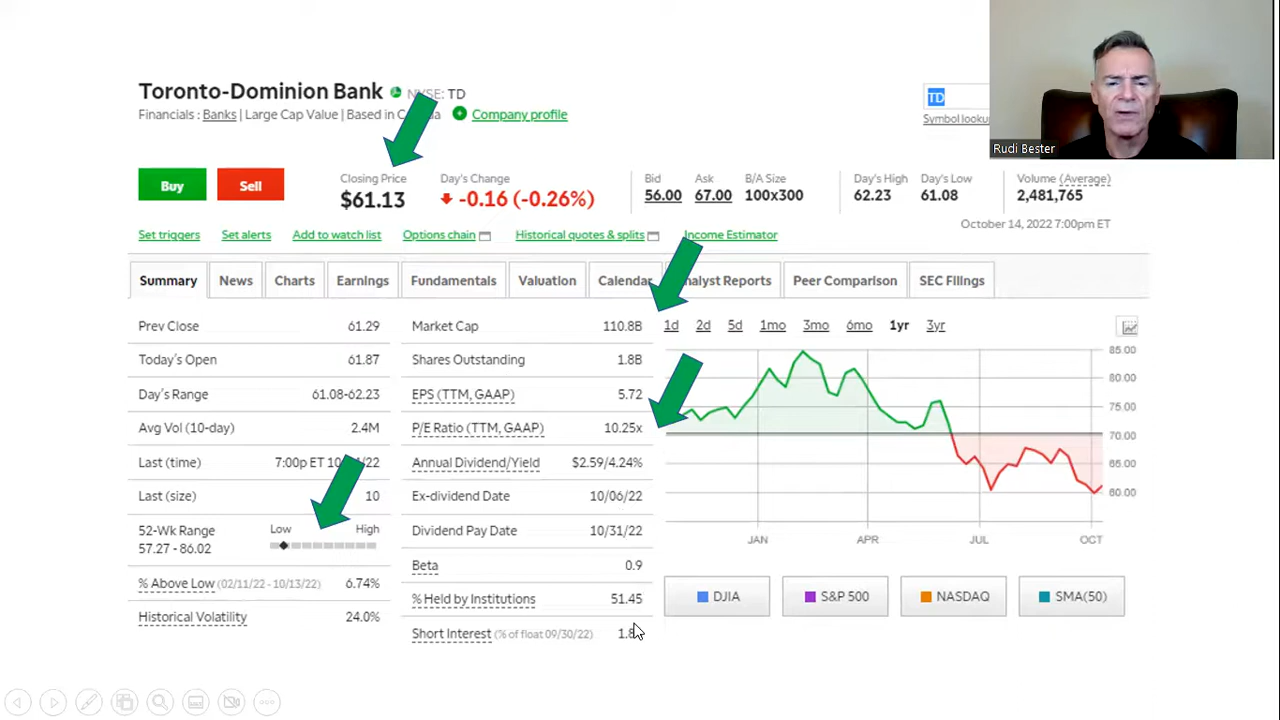 Toronto-Dominion Bank NYSE: TD
Financials : Banks | Large Cap Value | Based in Company profile
TD
Symbol lookup
Rudi Bester
Buy
Sell
Closing Price
$61.13
Day's Change
-0.16 (-0.26%)
Bid
56.00
Ask
67.00
B/A Size
100x300
Day's High
62.23
Day's Low
61.08
Volume (Average)
2,481,765
October 14, 2022 7:00pm ET
Set triggers Set alerts Add to watch list Options chain Historical quotes & splits Income Estimator
Summary News Charts Earnings Fundamentals Valuation Calendar Analyst Reports Peer Comparison SEC Filings
Prev Close 61.29
Today's Open 61.87
Day's Range 61.08-62.23
Avg Vol (10-day) 2.4M
Last (time) 7:00p ET
Last (size) 10
52-Wk Range Low High
57.27 - 86.02
% Above Low (02/11/22 - 10/13/22) 6.74%
Historical Volatility 24.0%
Market Cap 110.8B
Shares Outstanding 1.8B
EPS (TTM, GAAP) 5.72
P/E Ratio (TTM, GAAP) 10.25x
Annual Dividend/Yield $2.59/4.24%
Ex-dividend Date 10/06/22
Dividend Pay Date 10/31/22
Beta 0.9
% Held by Institutions 51.45
Short Interest (% of float 09/30/22)
1d 2d 5d 1mo 3mo 6mo 1yr 3yr
85.00
80.00
75.00
70.00
65.00
60.00
JAN APR JUL OCT
DJIA S&P 500 NASDAQ SMA(50)